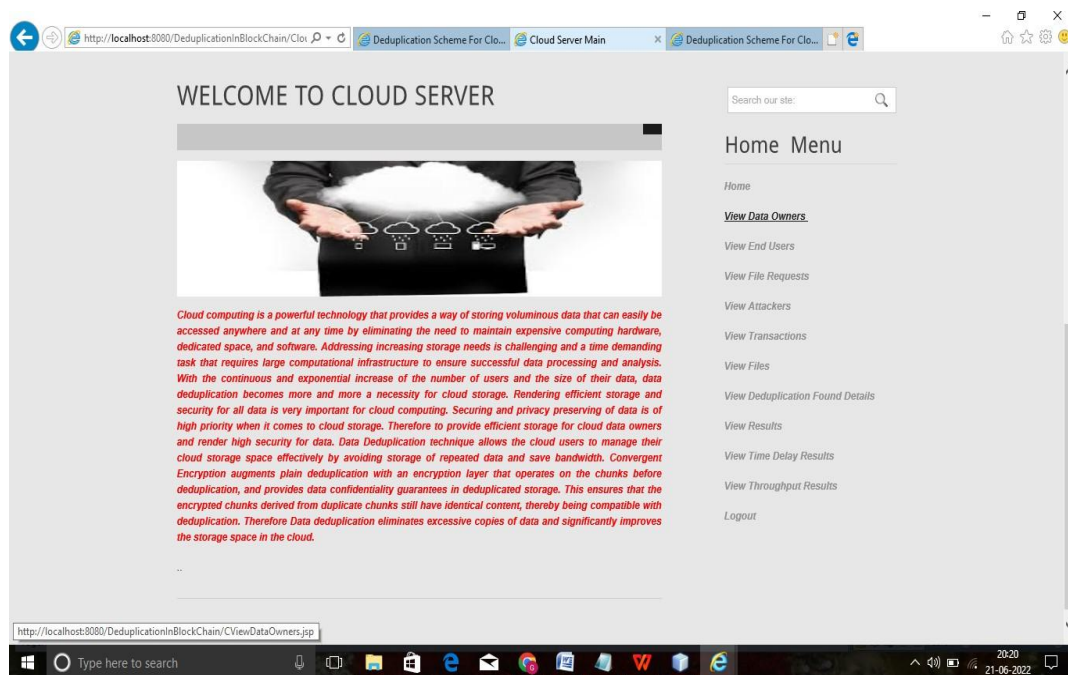 http://localhost:8080/DeduplicationInBlockChain/Clou
Deduplication Scheme For Clo...
Cloud Server Main
Deduplication Scheme For Clo...
WELCOME TO CLOUD SERVER
Cloud computing is a powerful technology that provides a way of storing voluminous data that can easily be
accessed anywhere and at any time by eliminating the need to maintain expensive computing hardware,
dedicated space, and software. Addressing increasing storage needs is challenging and a time demanding
task that requires large computational infrastructure to ensure successful data processing and analysis.
With the continuous and exponential increase of the number of users and the size of their data, data
deduplication becomes more and more a necessity for cloud storage. Rendering efficient storage and
security for all data is very important for cloud computing. Securing and privacy preserving of data is of
high priority when it comes to cloud storage. Therefore to provide efficient storage for cloud data owners
and render high security for data. Data Deduplication technique allows the cloud users to manage their
cloud storage space effectively by avoiding storage of repeated data and save bandwidth. Convergent
Encryption augments plain deduplication with an encryption layer that operates on the chunks before
deduplication, and provides data confidentiality guarantees in deduplicated storage. This ensures that the
encrypted chunks derived from duplicate chunks still have identical content, thereby being compatible with
deduplication. Therefore Data deduplication eliminates excessive copies of data and significantly improves
the storage space in the cloud.
..
Search our ste:
Home Menu
Home
View Data Owners
View End Users
View File Requests
View Attackers
View Transactions
View Files
View Deduplication Found Details
View Results
View Time Delay Results
View Throughput Results
Logout
http://localhost:8080/DeduplicationInBlockChain/CViewDataOwners.jsp
Type here to search
20:20
21-06-2022